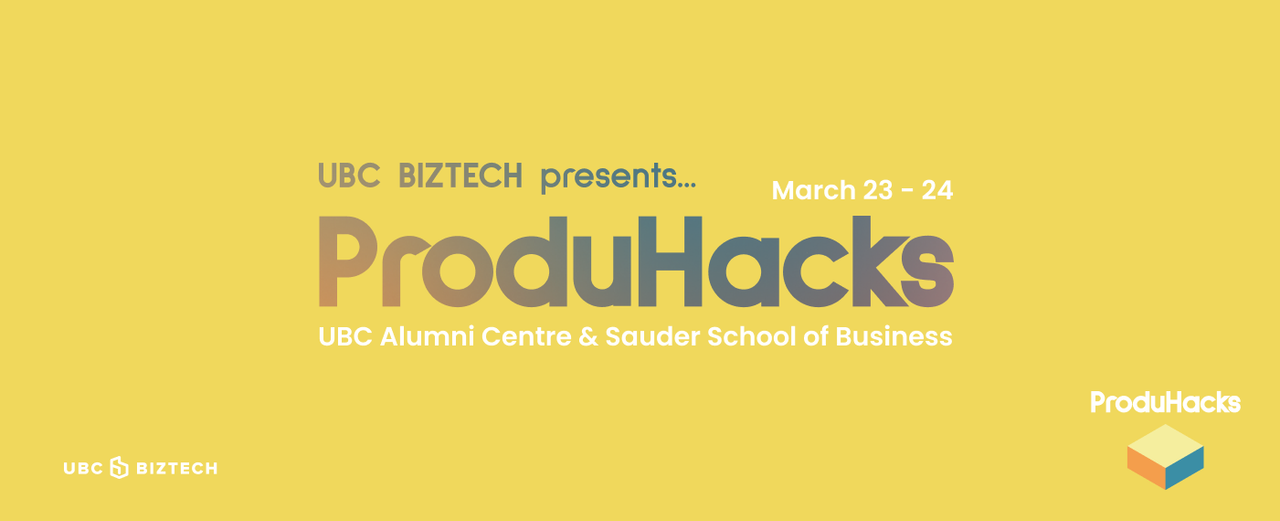 UBC BIZTECH presents...
March 23 - 24
ProduHacks
UBC Alumni Centre & Sauder School of Business
ProduHacks
UBC BIZTECH